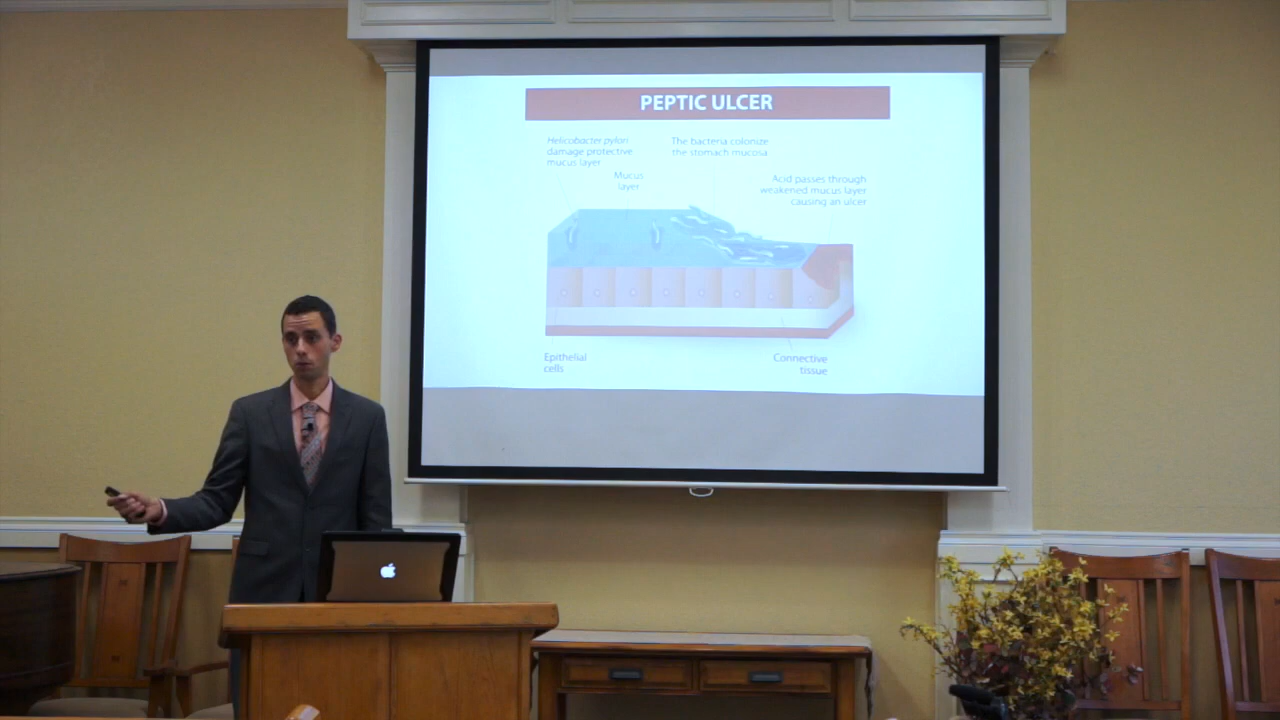 PEPTIC ULCER
Helicobacter pylori
damage protective
mucus layer
The bacteria colonize
the stomach mucosa
Mucus
layer
Acid passes through
weakened mucus layer
causing an ulcer
Epithelial
cells
Connective
tissue